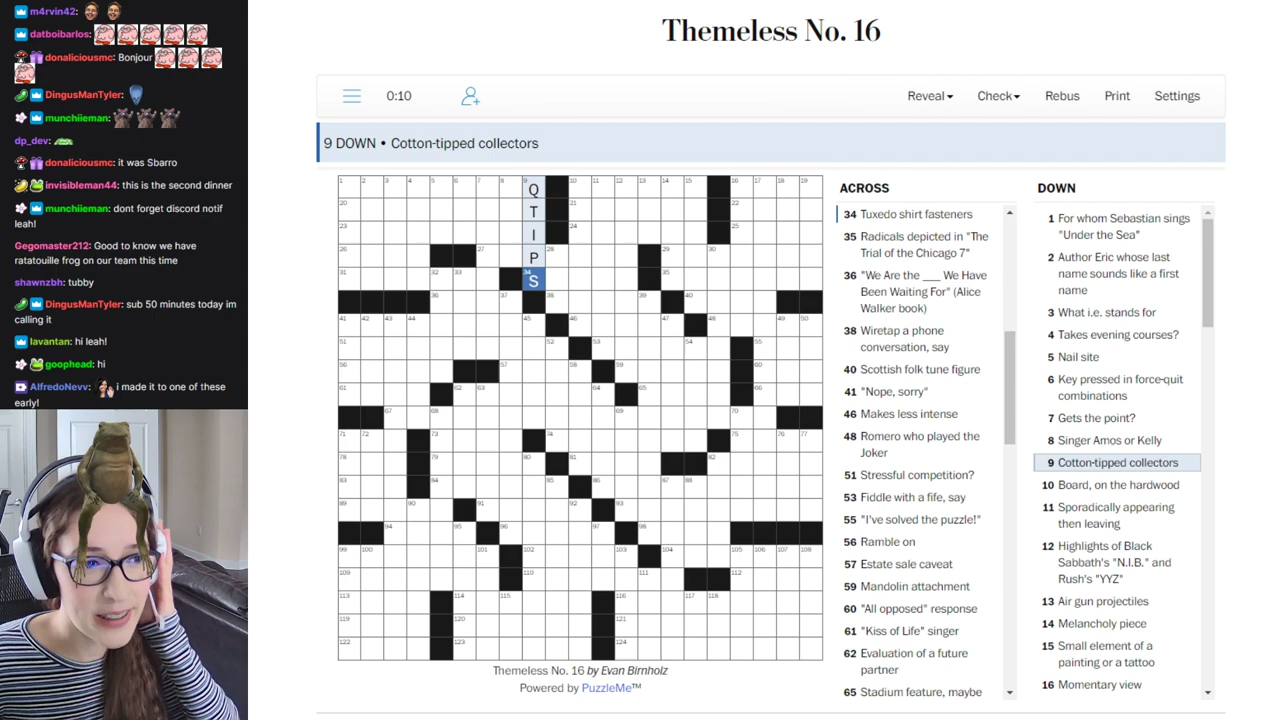 m4rvin42:
datboibarlos:
donaliciousmc: Bonjour
DingusManTyler:
munchiieman:
dp_dev:
donaliciousmc: it was Sbarro
invisibleman44: this is the second dinner
munchiieman: dont forget discord notif
leah!
Gegomaster212: Good to know we have
ratatouille frog on our team this time
shawnzbh: tubby
DingusManTyler: sub 50 minutes today im
calling it
lavantan: hi leah!
goophead: hi
AlfredoNevv: i made it to one of these
early!
Themeless No. 16
0:10
Reveal
Check
Rebus
Print
Settings
9 DOWN • Cotton-tipped collectors
Q
T
I
P
S
Themeless No. 16 by Evan Birnholz
Powered by PuzzleMe™
ACROSS
34 Tuxedo shirt fasteners
35 Radicals depicted in "The
Trial of the Chicago 7"
36 "We Are the ___ We Have
Been Waiting For" (Alice
Walker book)
38 Wiretap a phone
conversation, say
40 Scottish folk tune figure
41 "Nope, sorry"
46 Makes less intense
48 Romero who played the
Joker
51 Stressful competition?
53 Fiddle with a fife, say
55 "I've solved the puzzle!"
56 Ramble on
57 Estate sale caveat
59 Mandolin attachment
60 "All opposed" response
61 "Kiss of Life" singer
62 Evaluation of a future
partner
65 Stadium feature, maybe
DOWN
1 For whom Sebastian sings
"Under the Sea"
2 Author Eric whose last
name sounds like a first
name
3 What i.e. stands for
4 Takes evening courses?
5 Nail site
6 Key pressed in force-quit
combinations
7 Gets the point?
8 Singer Amos or Kelly
9 Cotton-tipped collectors
10 Board, on the hardwood
11 Sporadically appearing
then leaving
12 Highlights of Black
Sabbath's "N.I.B." and
Rush's "YYZ"
13 Air gun projectiles
14 Melancholy piece
15 Small element of a
painting or a tattoo
16 Momentary view